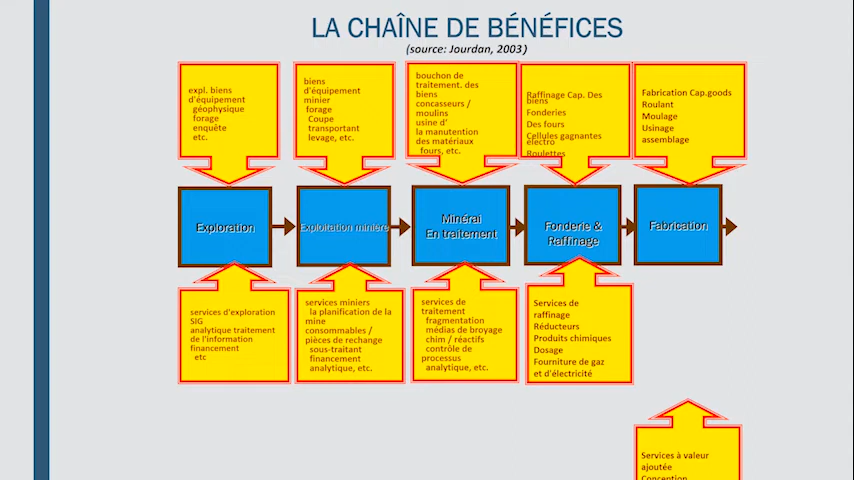 LA CHAÎNE DE BÉNÉFICES
(source: Jourdan, 2003)
expl. biens
d'équipement
géophysique
forage
enquête
etc.
biens
d'équipement
minier
forage
Coupe
transportant
levage, etc.
bouchon de
traitement. des
biens
concasseurs /
moulins
usine d'
la manutention
des matériaux
fours, etc.
Raffinage Cap. Des
biens
Fonderies
Des fours
Cellules gagnantes
électro
Roulettes
Fabrication Cap.goods
Roulant
Moulage
Usinage
assemblage
Exploration
Exploitation minière
Minérai
En traitement
Fonderie &
Raffinage
Fabrication
services d'exploration
SIG
analytique traitement
de l'information
financement
etc
services miniers
la planification de la
mine
consommables /
pièces de rechange
sous-traitant
financement
analytique, etc.
services de
traitement
fragmentation
médias de broyage
chim / réactifs
contrôle de
processus
analytique, etc.
Services de
raffinage
Réducteurs
Produits chimiques
Dosage
Fourniture de gaz
et d'électricité
Services à valeur
ajoutée
Conception